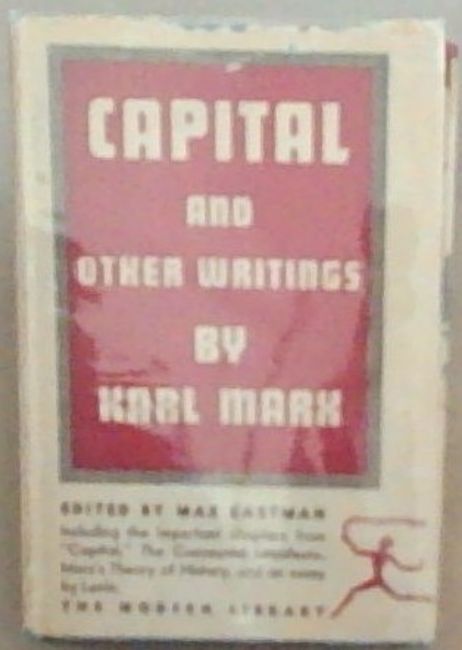 CAPITAL
AND
OTHER WRITINGS
BY
KARL MARX
EDITED BY MAX EASTMAN
Including the important chapters from
"Capital," The Communist Manifesto,
Marx's Theory of History, and an essay
by Lenin.
THE MODERN LIBRARY